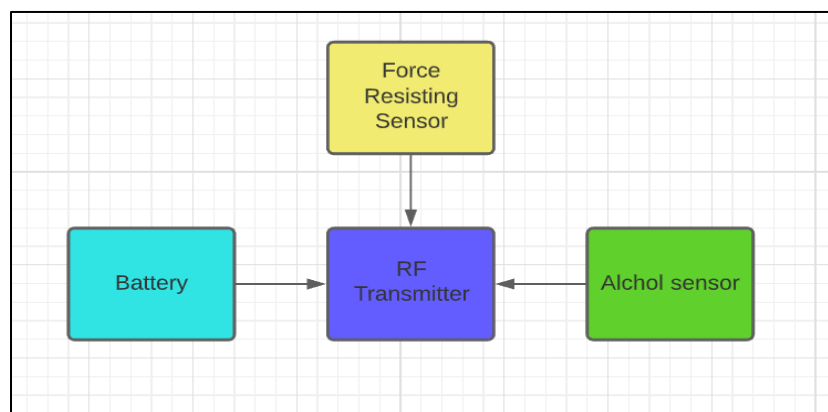 Force
Resisting
Sensor
Battery
RF
Transmitter
Alchol sensor